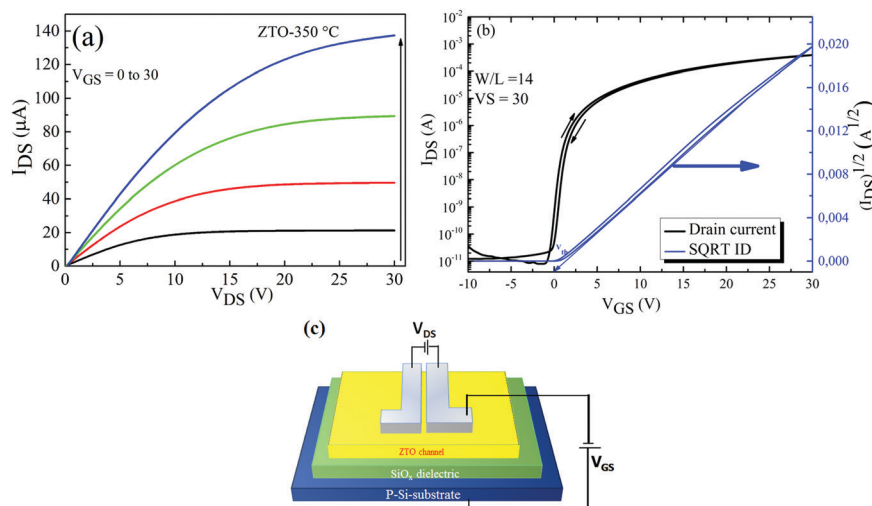 (a)
ZTO-350 °C
V_GS = 0 to 30
I_DS (µA)
140
120
100
80
60
40
20
0
0 5 10 15 20 25 30
V_DS (V)
(b)
W/L =14
VS = 30
I_DS (A)
10^-2
10^-3
10^-4
10^-5
10^-6
10^-7
10^-8
10^-9
10^-10
10^-11
-10 -5 0 5 10 15 20 25 30
V_GS (V)
V_th
Drain current
SQRT ID
0,020
0,016
0,012
0,008
0,004
0,000
(I_DS)^1/2 (A^1/2)
(c)
V_DS
ZTO channel
SiO_x dielectric
P-Si-substrate
V_GS